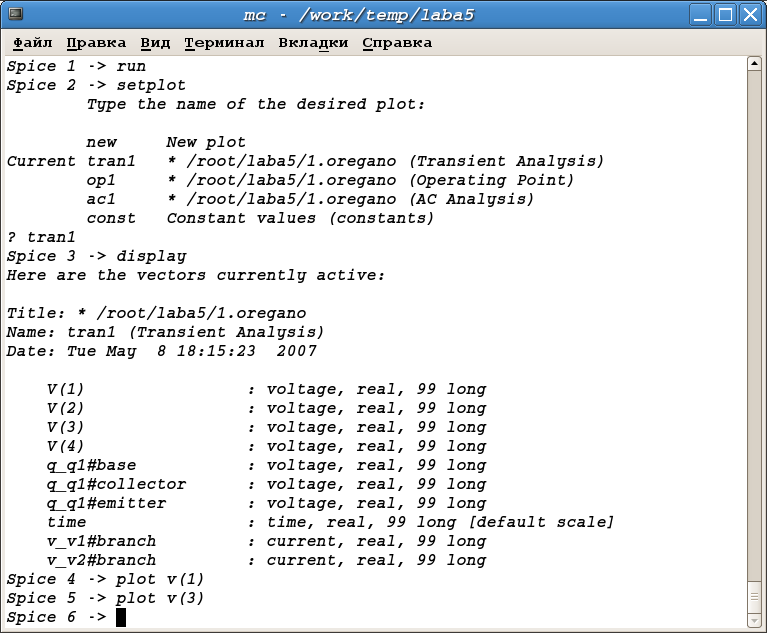 mc - /work/temp/laba5
Файл Правка Вид Терминал Вкладки Справка
Spice 1 -> run
Spice 2 -> setplot
Type the name of the desired plot:
new New plot
Current tran1 * /root/laba5/1.oregano (Transient Analysis)
op1 * /root/laba5/1.oregano (Operating Point)
ac1 * /root/laba5/1.oregano (AC Analysis)
const Constant values (constants)
? tran1
Spice 3 -> display
Here are the vectors currently active:
Title: * /root/laba5/1.oregano
Name: tran1 (Transient Analysis)
Date: Tue May 8 18:15:23 2007
V(1) : voltage, real, 99 long
V(2) : voltage, real, 99 long
V(3) : voltage, real, 99 long
V(4) : voltage, real, 99 long
q_q1#base : voltage, real, 99 long
q_q1#collector : voltage, real, 99 long
q_q1#emitter : voltage, real, 99 long
time : time, real, 99 long [default scale]
v_v1#branch : current, real, 99 long
v_v2#branch : current, real, 99 long
Spice 4 -> plot v(1)
Spice 5 -> plot v(3)
Spice 6 ->